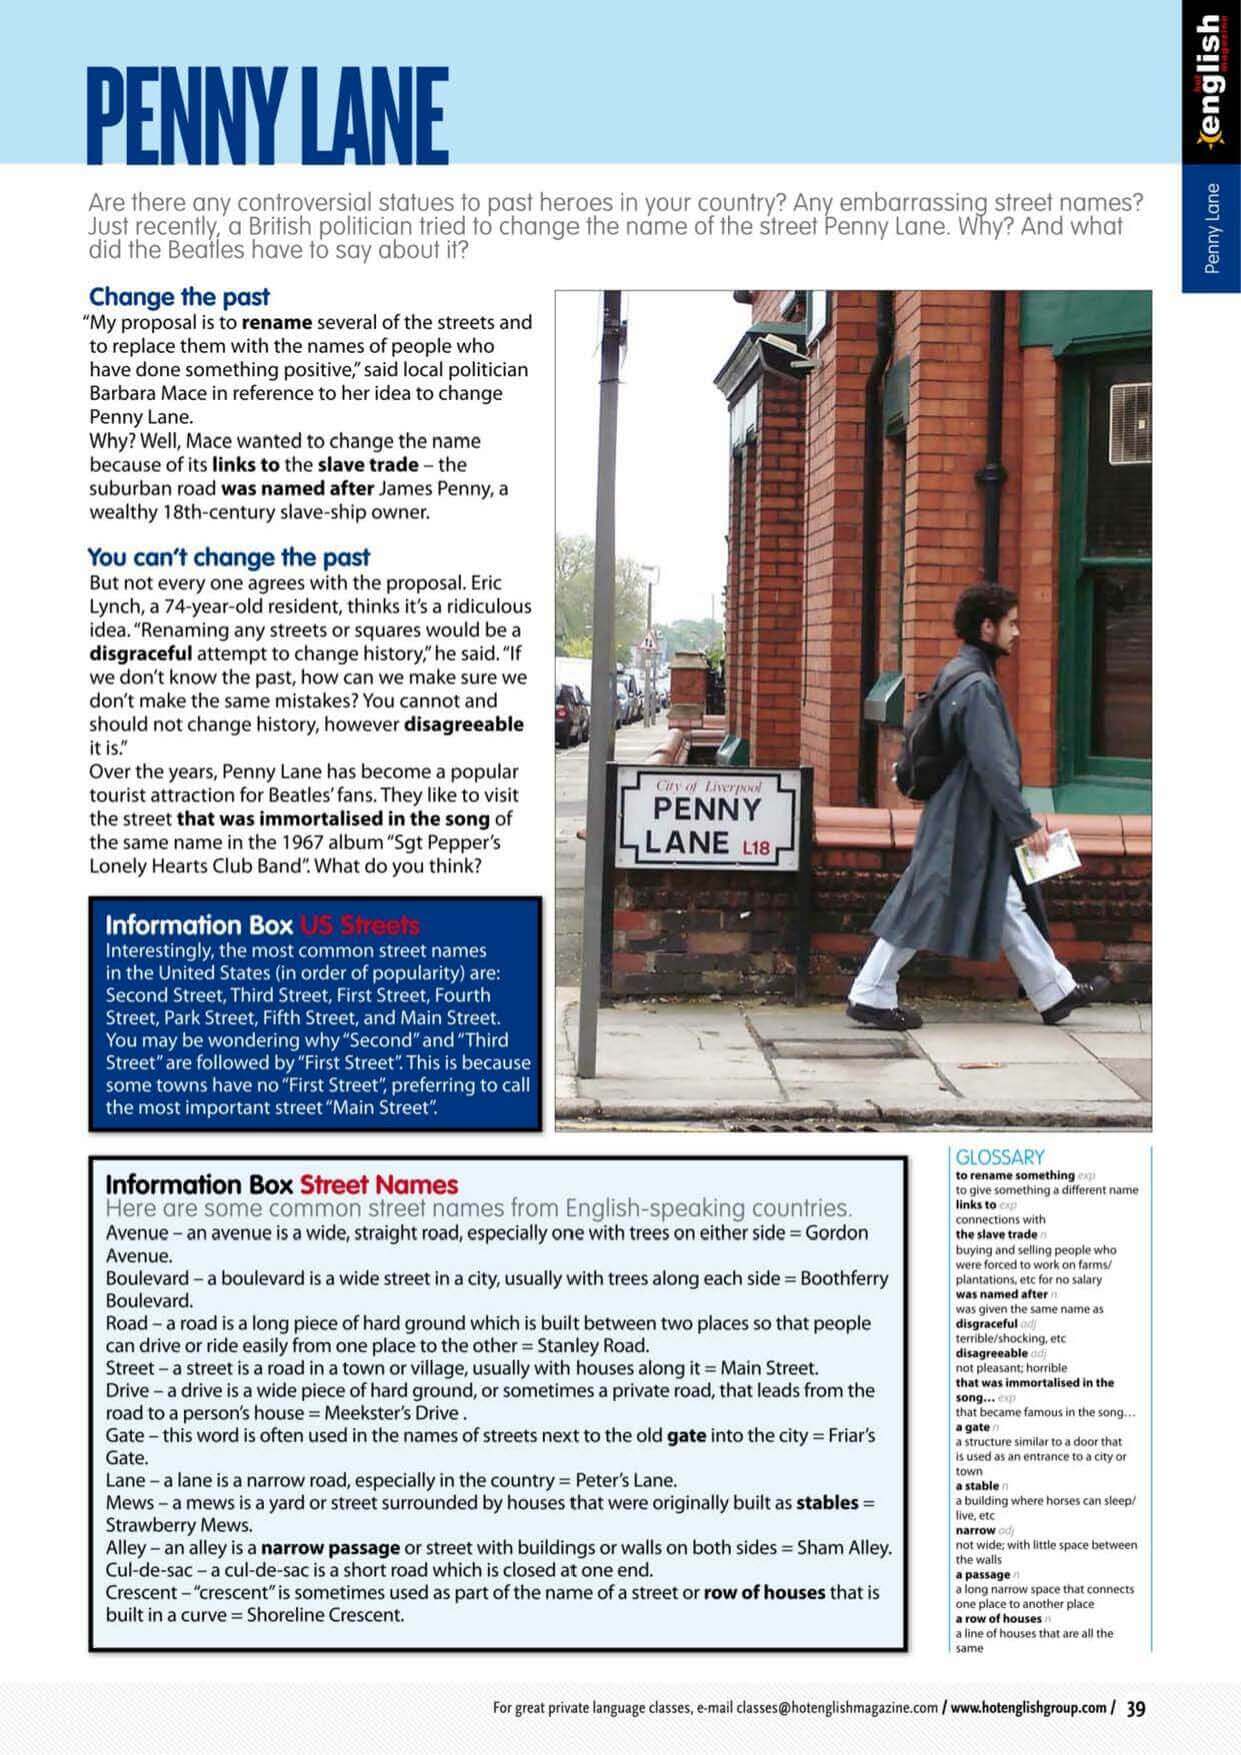 PENNY LANE
hot
english
magazine
Penny Lane
Are there any controversial statues to past heroes in your country? Any embarrassing street names?
Just recently, a British politician tried to change the name of the street Penny Lane. Why? And what
did the Beatles have to say about it?
Change the past
“My proposal is to rename several of the streets and
to replace them with the names of people who
have done something positive,” said local politician
Barbara Mace in reference to her idea to change
Penny Lane.
Why? Well, Mace wanted to change the name
because of its links to the slave trade – the
suburban road was named after James Penny, a
wealthy 18th-century slave-ship owner.
You can’t change the past
But not every one agrees with the proposal. Eric
Lynch, a 74-year-old resident, thinks it’s a ridiculous
idea. “Renaming any streets or squares would be a
disgraceful attempt to change history,” he said. “If
we don’t know the past, how can we make sure we
don’t make the same mistakes? You cannot and
should not change history, however disagreeable
it is.”
Over the years, Penny Lane has become a popular
tourist attraction for Beatles’ fans. They like to visit
the street that was immortalised in the song of
the same name in the 1967 album “Sgt Pepper’s
Lonely Hearts Club Band”. What do you think?
City of Liverpool
PENNY
LANE L18
Information Box US Streets
Interestingly, the most common street names
in the United States (in order of popularity) are:
Second Street, Third Street, First Street, Fourth
Street, Park Street, Fifth Street, and Main Street.
You may be wondering why “Second” and “Third
Street” are followed by “First Street”. This is because
some towns have no “First Street”, preferring to call
the most important street “Main Street”.
Information Box Street Names
Here are some common street names from English-speaking countries.
Avenue – an avenue is a wide, straight road, especially one with trees on either side = Gordon
Avenue.
Boulevard – a boulevard is a wide street in a city, usually with trees along each side = Boothferry
Boulevard.
Road – a road is a long piece of hard ground which is built between two places so that people
can drive or ride easily from one place to the other = Stanley Road.
Street – a street is a road in a town or village, usually with houses along it = Main Street.
Drive – a drive is a wide piece of hard ground, or sometimes a private road, that leads from the
road to a person’s house = Meekster’s Drive .
Gate – this word is often used in the names of streets next to the old gate into the city = Friar’s
Gate.
Lane – a lane is a narrow road, especially in the country = Peter’s Lane.
Mews – a mews is a yard or street surrounded by houses that were originally built as stables =
Strawberry Mews.
Alley – an alley is a narrow passage or street with buildings or walls on both sides = Sham Alley.
Cul-de-sac – a cul-de-sac is a short road which is closed at one end.
Crescent – “crescent” is sometimes used as part of the name of a street or row of houses that is
built in a curve = Shoreline Crescent.
GLOSSARY
to rename something exp
to give something a different name
links to exp
connections with
the slave trade n
buying and selling people who
were forced to work on farms/
plantations, etc for no salary
was named after n
was given the same name as
disgraceful adj
terrible/shocking, etc
disagreeable adj
not pleasant; horrible
that was immortalised in the
song... exp
that became famous in the song…
a gate n
a structure similar to a door that
is used as an entrance to a city or
town
a stable n
a building where horses can sleep/
live, etc
narrow adj
not wide; with little space between
the walls
a passage n
a long narrow space that connects
one place to another place
a row of houses n
a line of houses that are all the
same
For great private language classes, e-mail classes@hotenglishmagazine.com / www.hotenglishgroup.com / 39